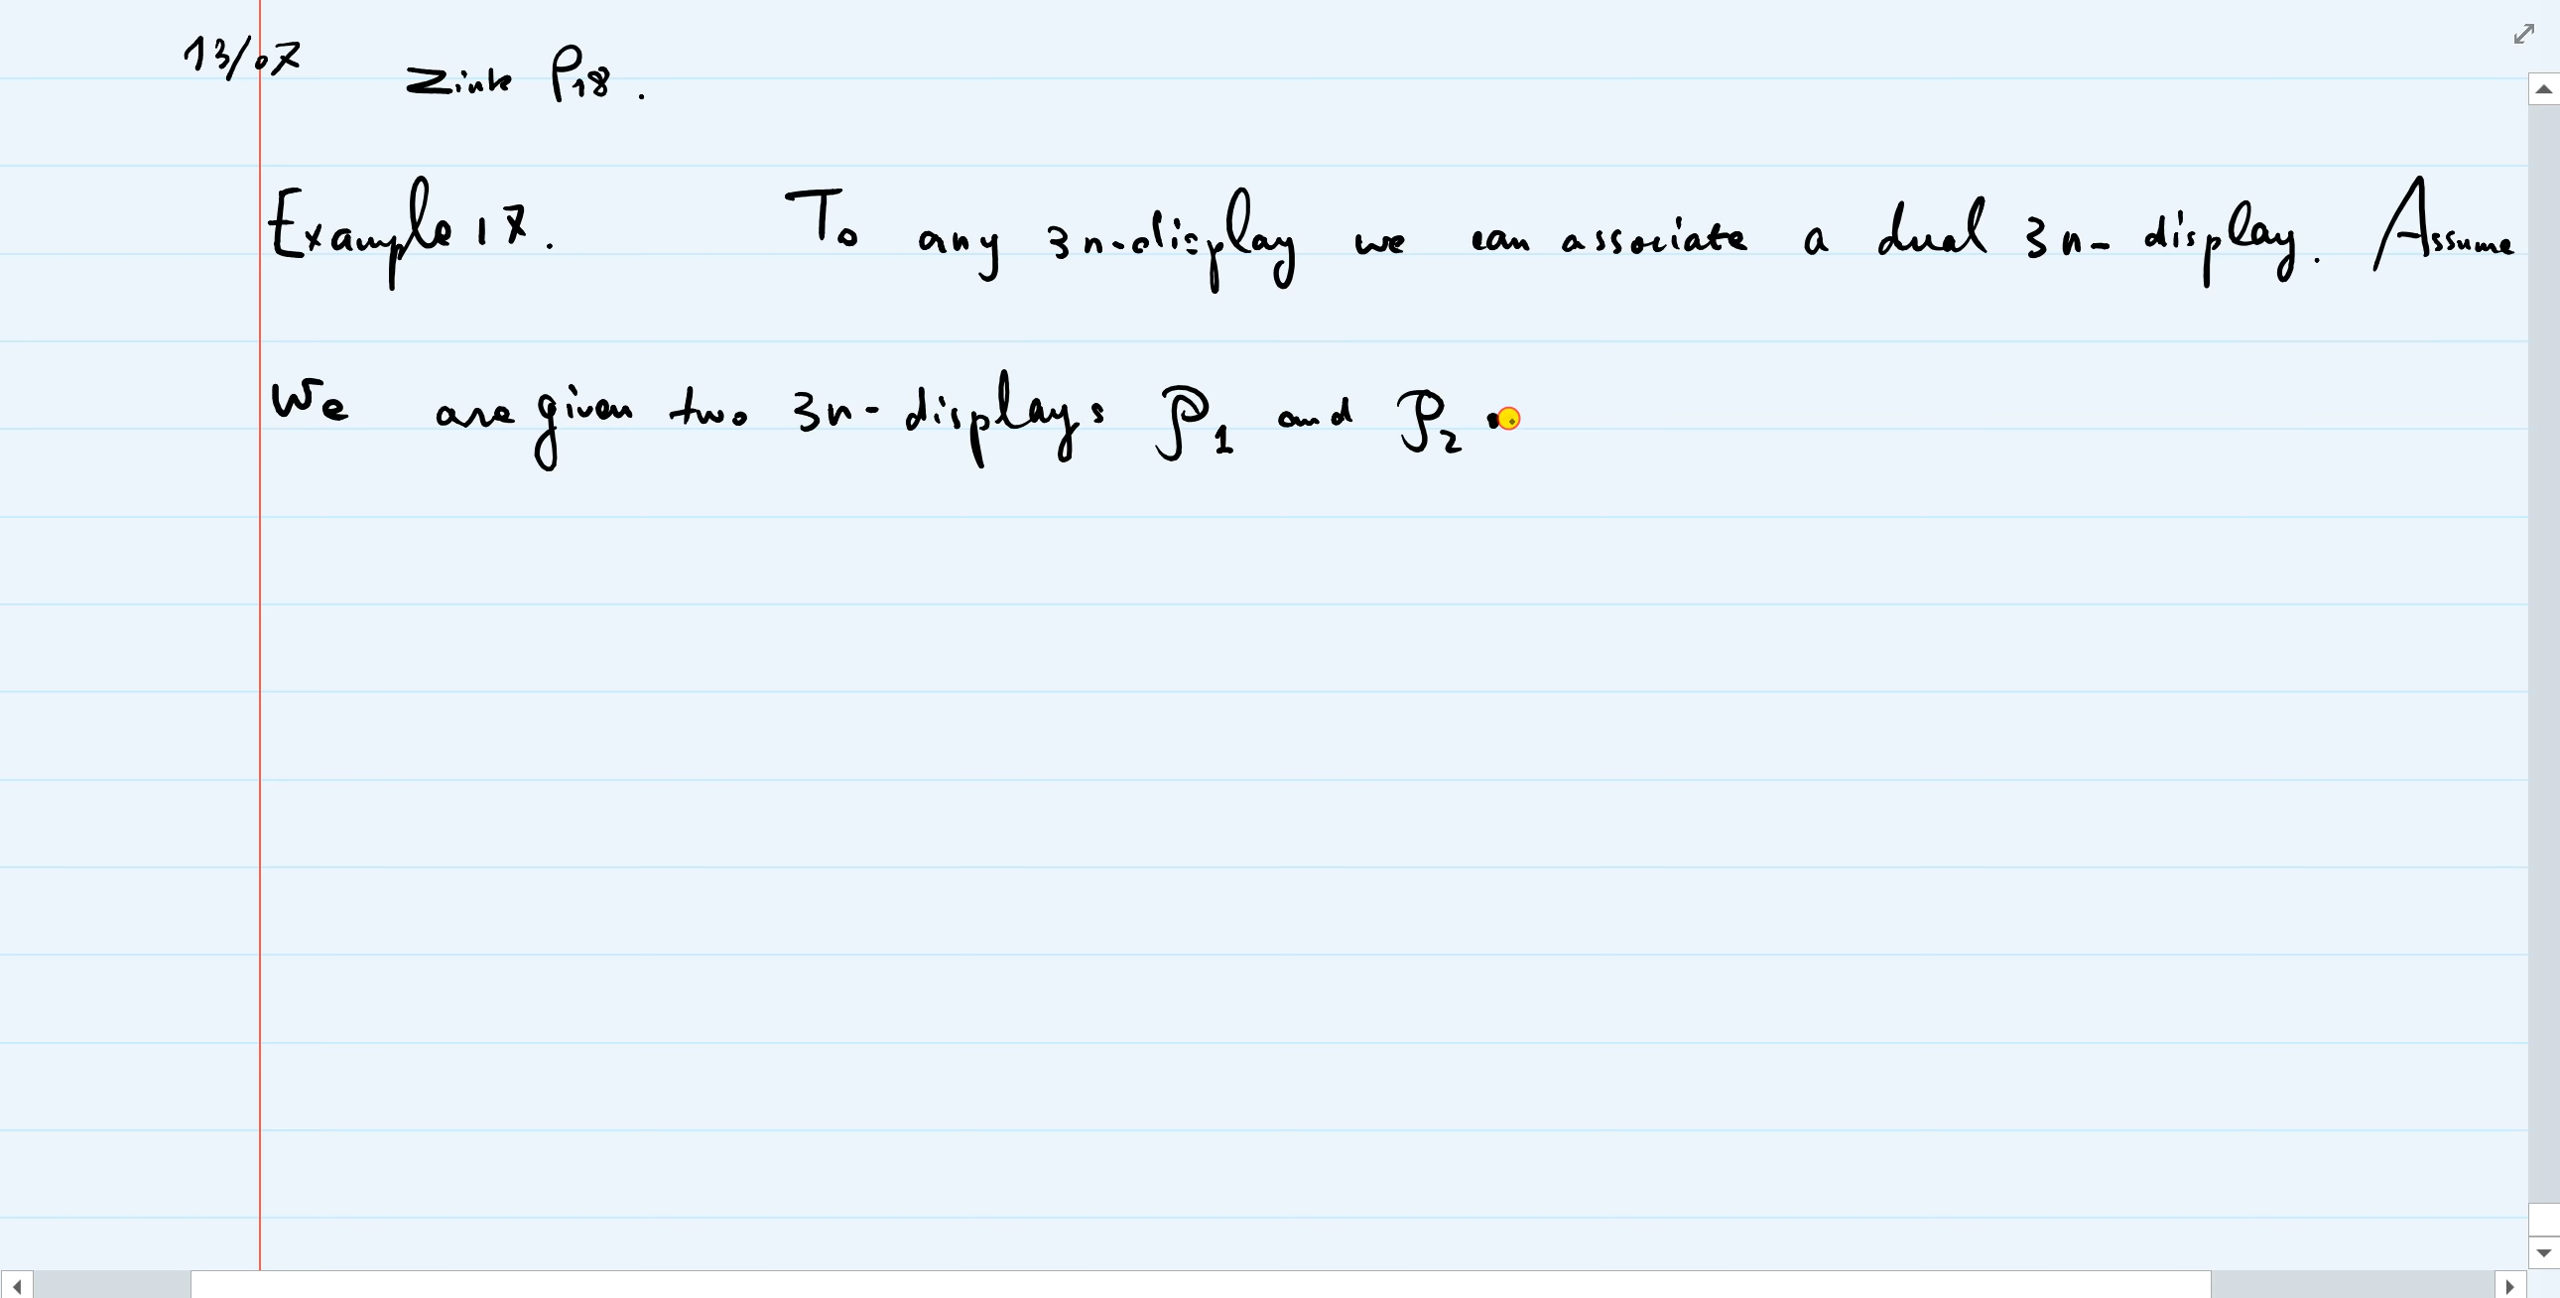 13/07 Zink P18.
Example 17. To any 3n-display we can associate a dual 3n-display. Assume
We are given two 3n-displays P1 and P2.